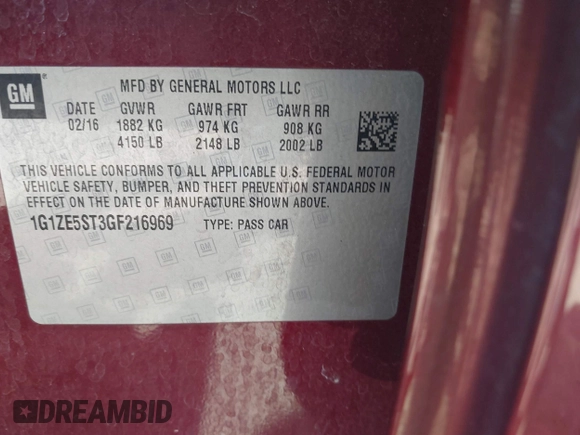 GM
MFD BY GENERAL MOTORS LLC
DATE GVWR GAWR FRT GAWR RR
02/16 1882 KG 974 KG 908 KG
4150 LB 2148 LB 2002 LB
THIS VEHICLE CONFORMS TO ALL APPLICABLE U.S. FEDERAL MOTOR
VEHICLE SAFETY, BUMPER, AND THEFT PREVENTION STANDARDS IN
EFFECT ON THE DATE OF MANUFACTURE SHOWN ABOVE.
1G1ZE5ST3GF216969 TYPE: PASS CAR
DREAMBID